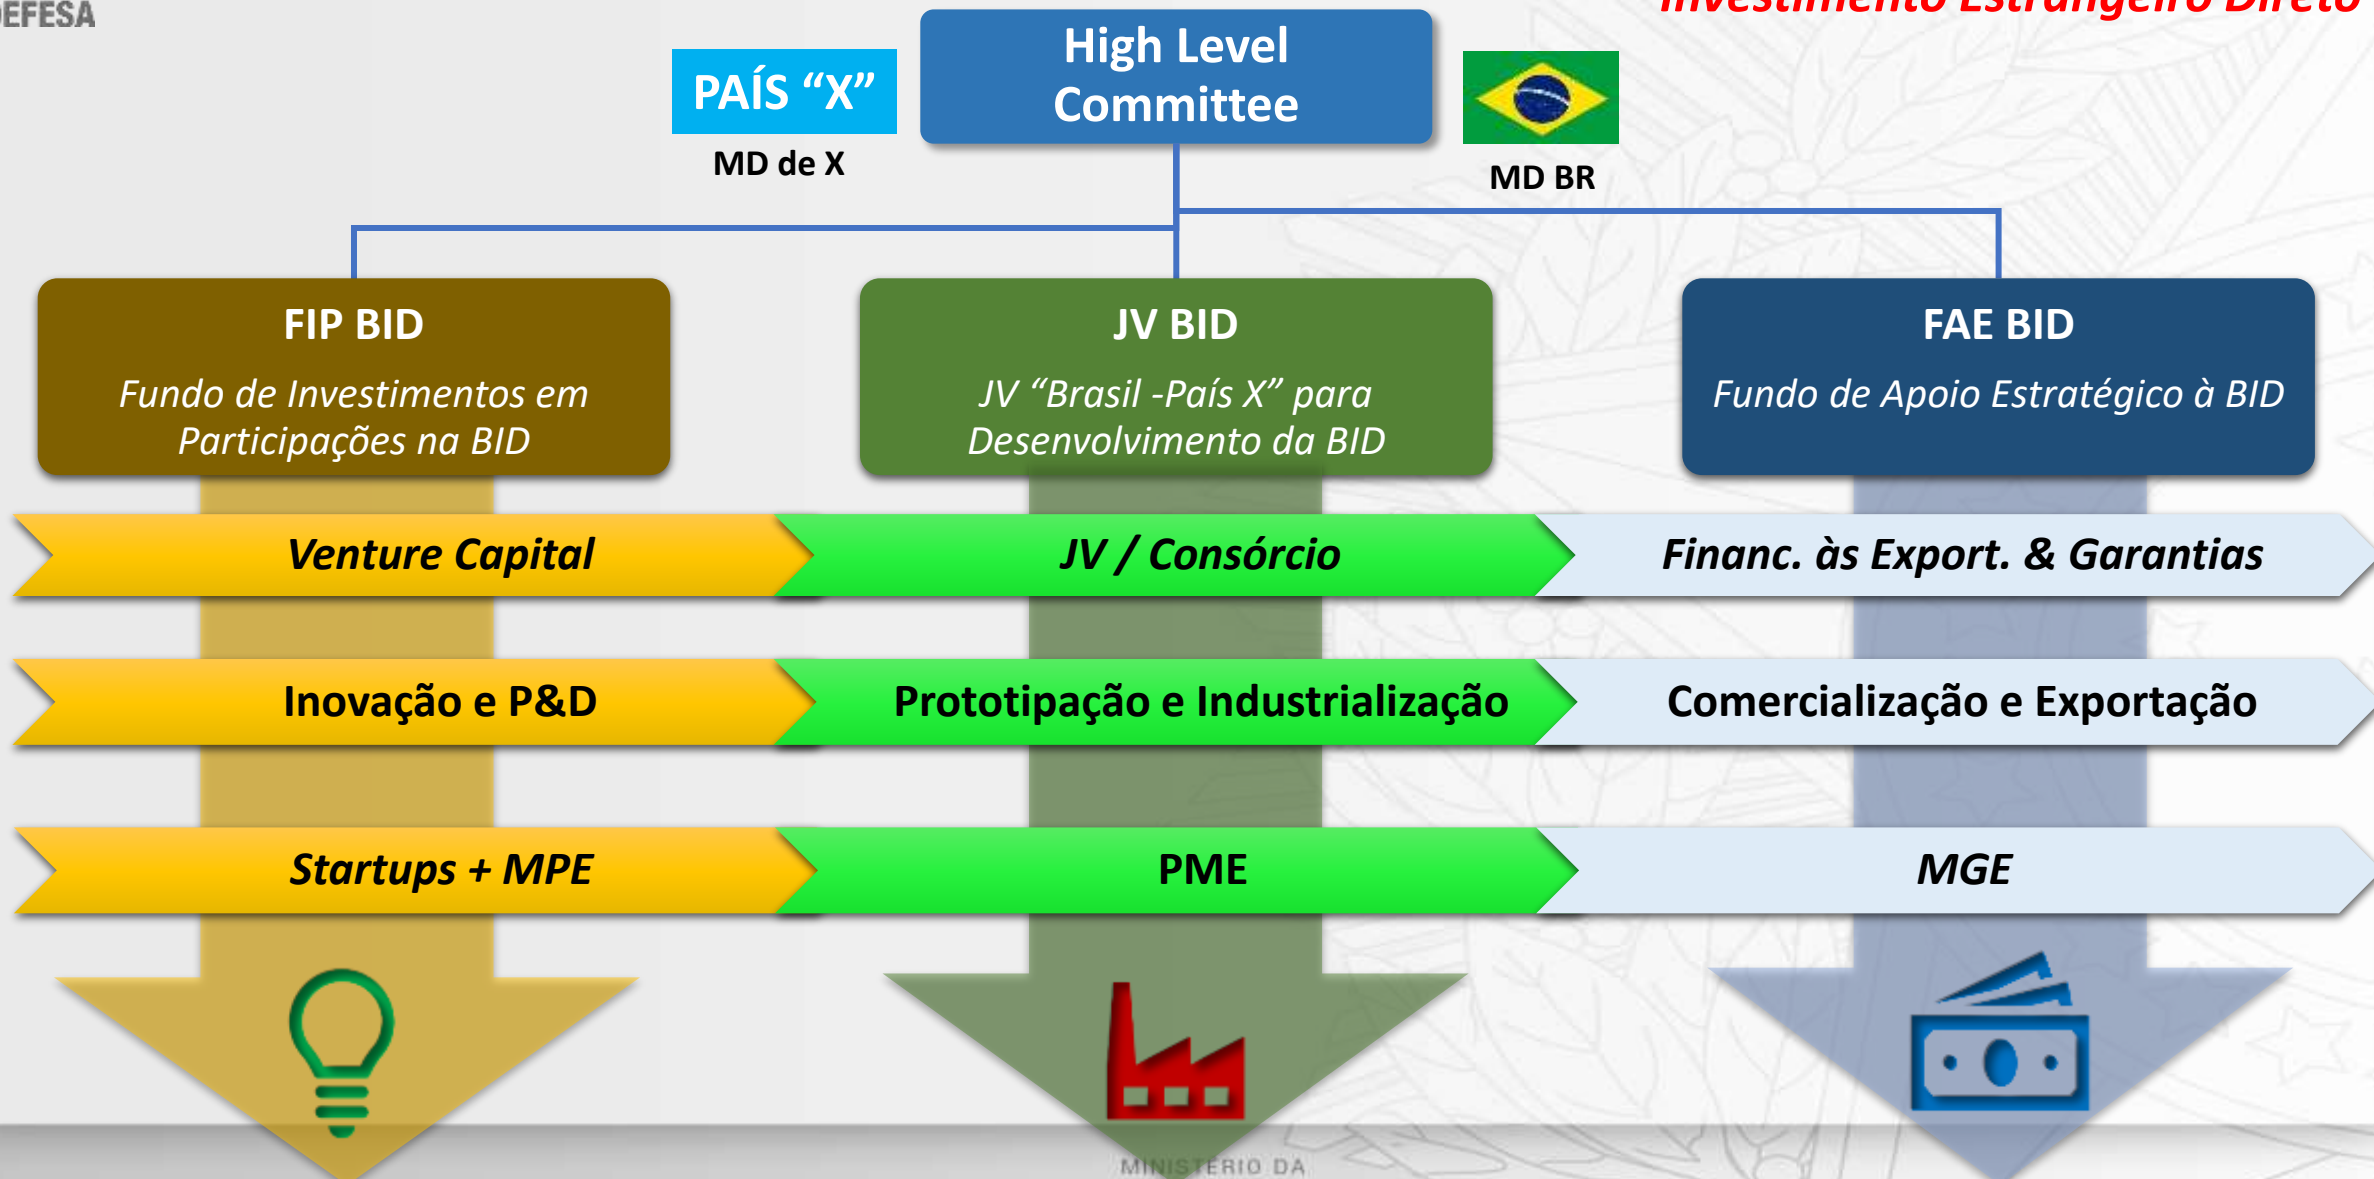 DEFESA
Investimento Estrangeiro Direto
High Level
Committee
PAÍS “X”
MD de X
MD BR
FIP BID
Fundo de Investimentos em
Participações na BID
JV BID
JV “Brasil -País X” para
Desenvolvimento da BID
FAE BID
Fundo de Apoio Estratégico à BID
Venture Capital
JV / Consórcio
Financ. às Export. & Garantias
Inovação e P&D
Prototipação e Industrialização
Comercialização e Exportação
Startups + MPE
PME
MGE
MINISTÉRIO DA